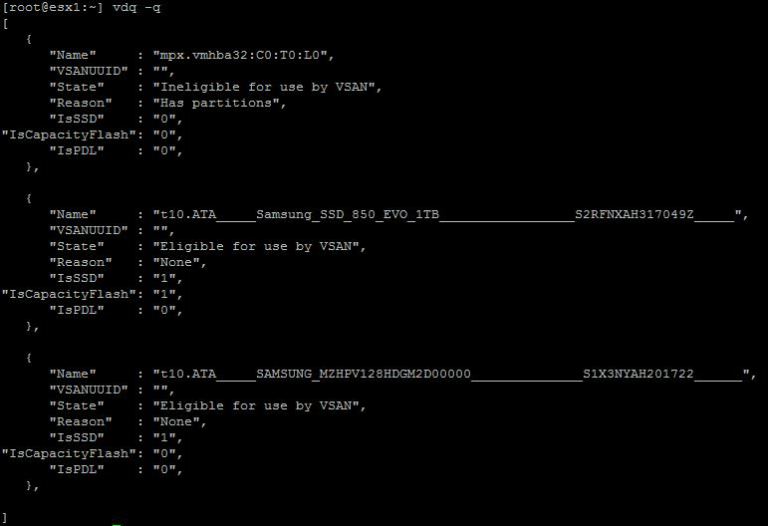 [root@esx1:~] vdq -q
[
   {
      "Name"     : "mpx.vmhba32:C0:T0:L0",
      "VSANUUID" : "",
      "State"    : "Ineligible for use by VSAN",
      "Reason"   : "Has partitions",
      "IsSSD"    : "0",
"IsCapacityFlash": "0",
      "IsPDL"    : "0",
   },
   {
      "Name"     : "t10.ATA_____Samsung_SSD_850_EVO_1TB_________________S2RFNXAH317049Z_____",
      "VSANUUID" : "",
      "State"    : "Eligible for use by VSAN",
      "Reason"   : "None",
      "IsSSD"    : "1",
"IsCapacityFlash": "1",
      "IsPDL"    : "0",
   },
   {
      "Name"     : "t10.ATA_____SAMSUNG_MZHPV128HDGM2D00000______________S1X3NYAH201722______",
      "VSANUUID" : "",
      "State"    : "Eligible for use by VSAN",
      "Reason"   : "None",
      "IsSSD"    : "1",
"IsCapacityFlash": "0",
      "IsPDL"    : "0",
   },
]